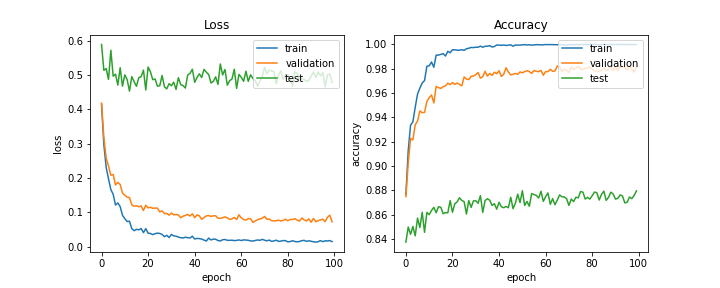 Loss
0.6
0.5
0.4
0.3
0.2
0.1
0.0
loss
0 20 40 60 80 100
epoch
train
validation
test
Accuracy
1.00
0.98
0.96
0.94
0.92
0.90
0.88
0.86
0.84
accuracy
0 20 40 60 80 100
epoch
train
validation
test